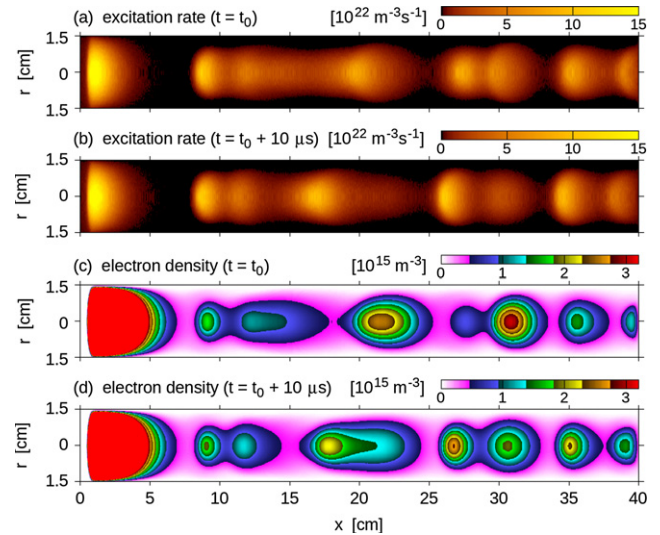 (a) excitation rate (t = t₀) [10²² m⁻³s⁻¹]
0 5 10 15
r [cm]
1.5
0
1.5
(b) excitation rate (t = t₀ + 10 μs) [10²² m⁻³s⁻¹]
0 5 10 15
r [cm]
1.5
0
1.5
(c) electron density (t = t₀) [10¹⁵ m⁻³]
0 1 2 3
r [cm]
1.5
0
1.5
(d) electron density (t = t₀ + 10 μs) [10¹⁵ m⁻³]
0 1 2 3
r [cm]
1.5
0
1.5
0 5 10 15 20 25 30 35 40
x [cm]